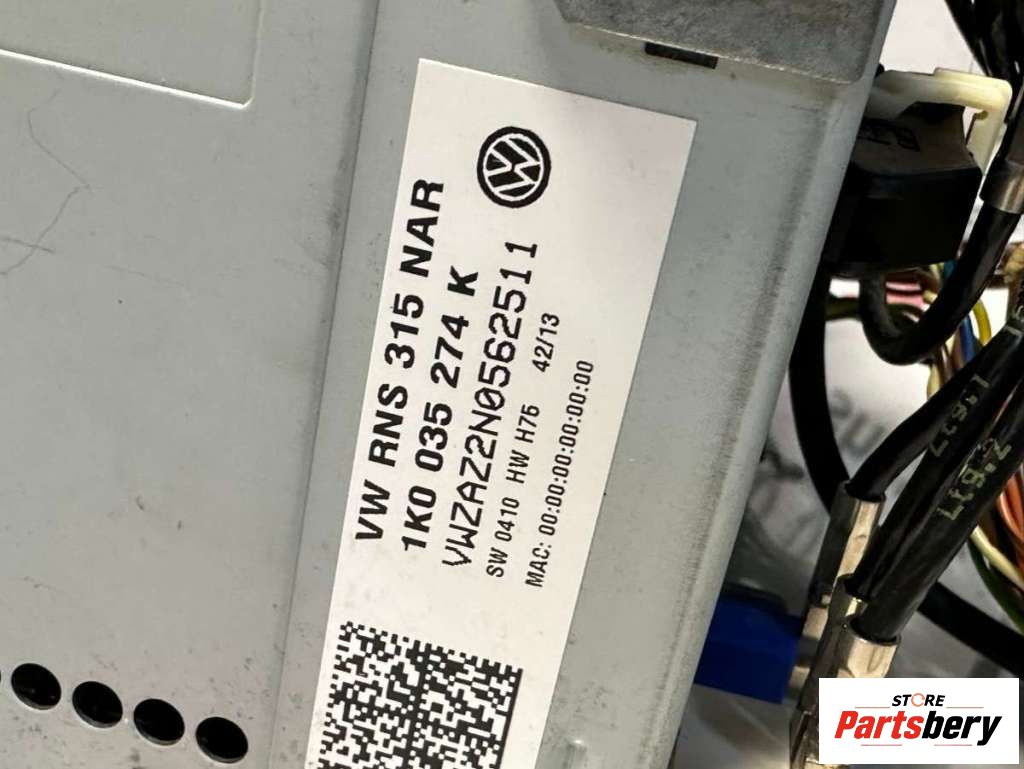 VW RNS 315 NAR
1K0 035 274 K
VWZAZ2N0562511
SW 0410 HW H75 42/13
MAC: 00:00:00:00:00:00
STORE
Partsbery